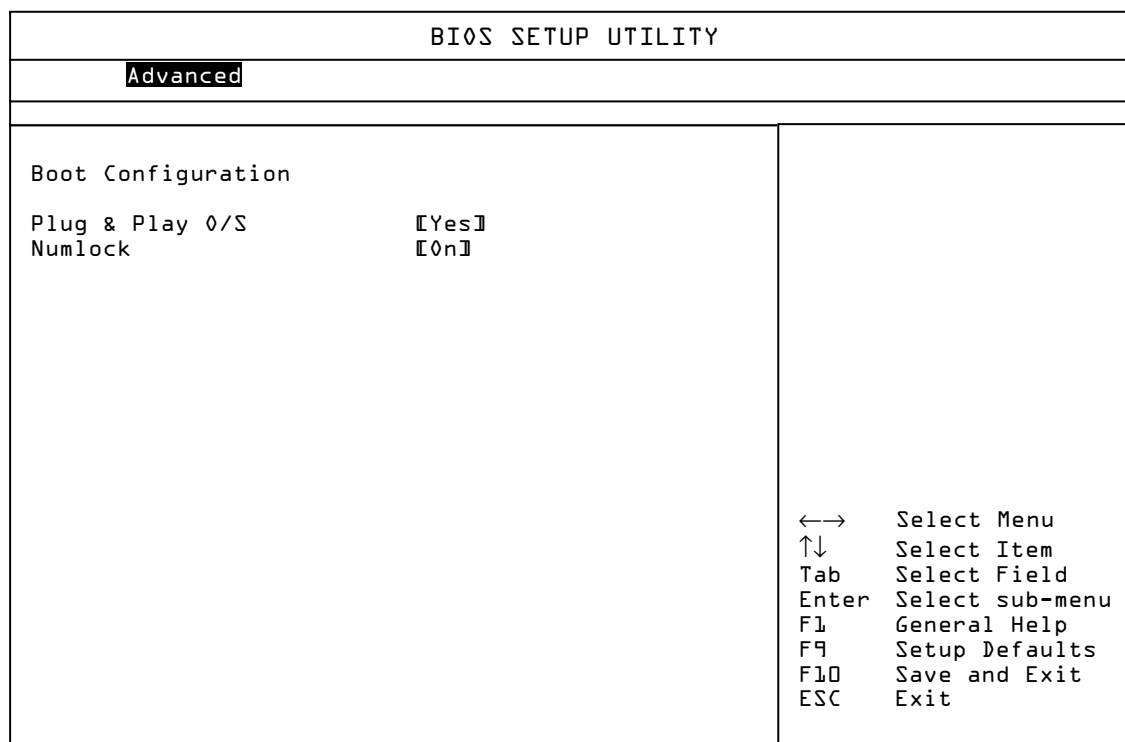 BIOS SETUP UTILITY
Advanced
Boot Configuration
Plug & Play O/S [Yes]
Numlock [On]
←→ Select Menu
↑↓ Select Item
Tab Select Field
Enter Select sub-menu
F1 General Help
F9 Setup Defaults
F10 Save and Exit
ESC Exit